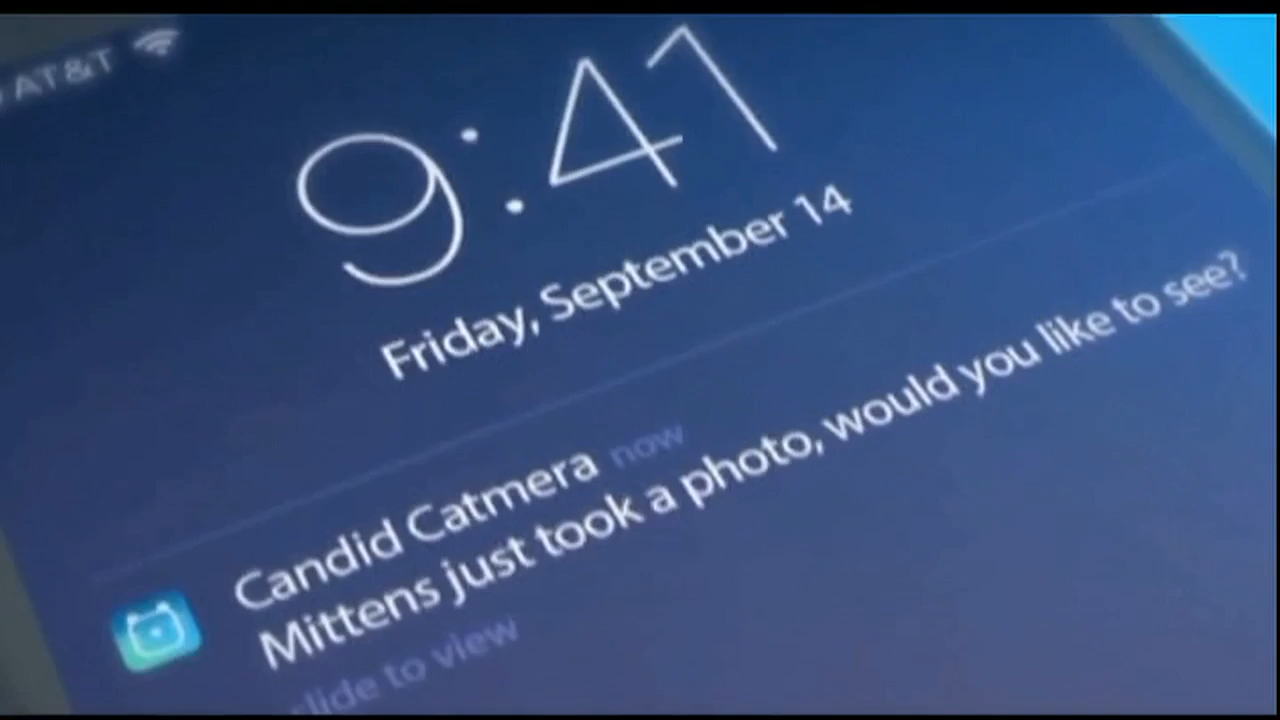 AT&T
9:41
Friday, September 14
Candid Catmera now
Mittens just took a photo, would you like to see?
slide to view